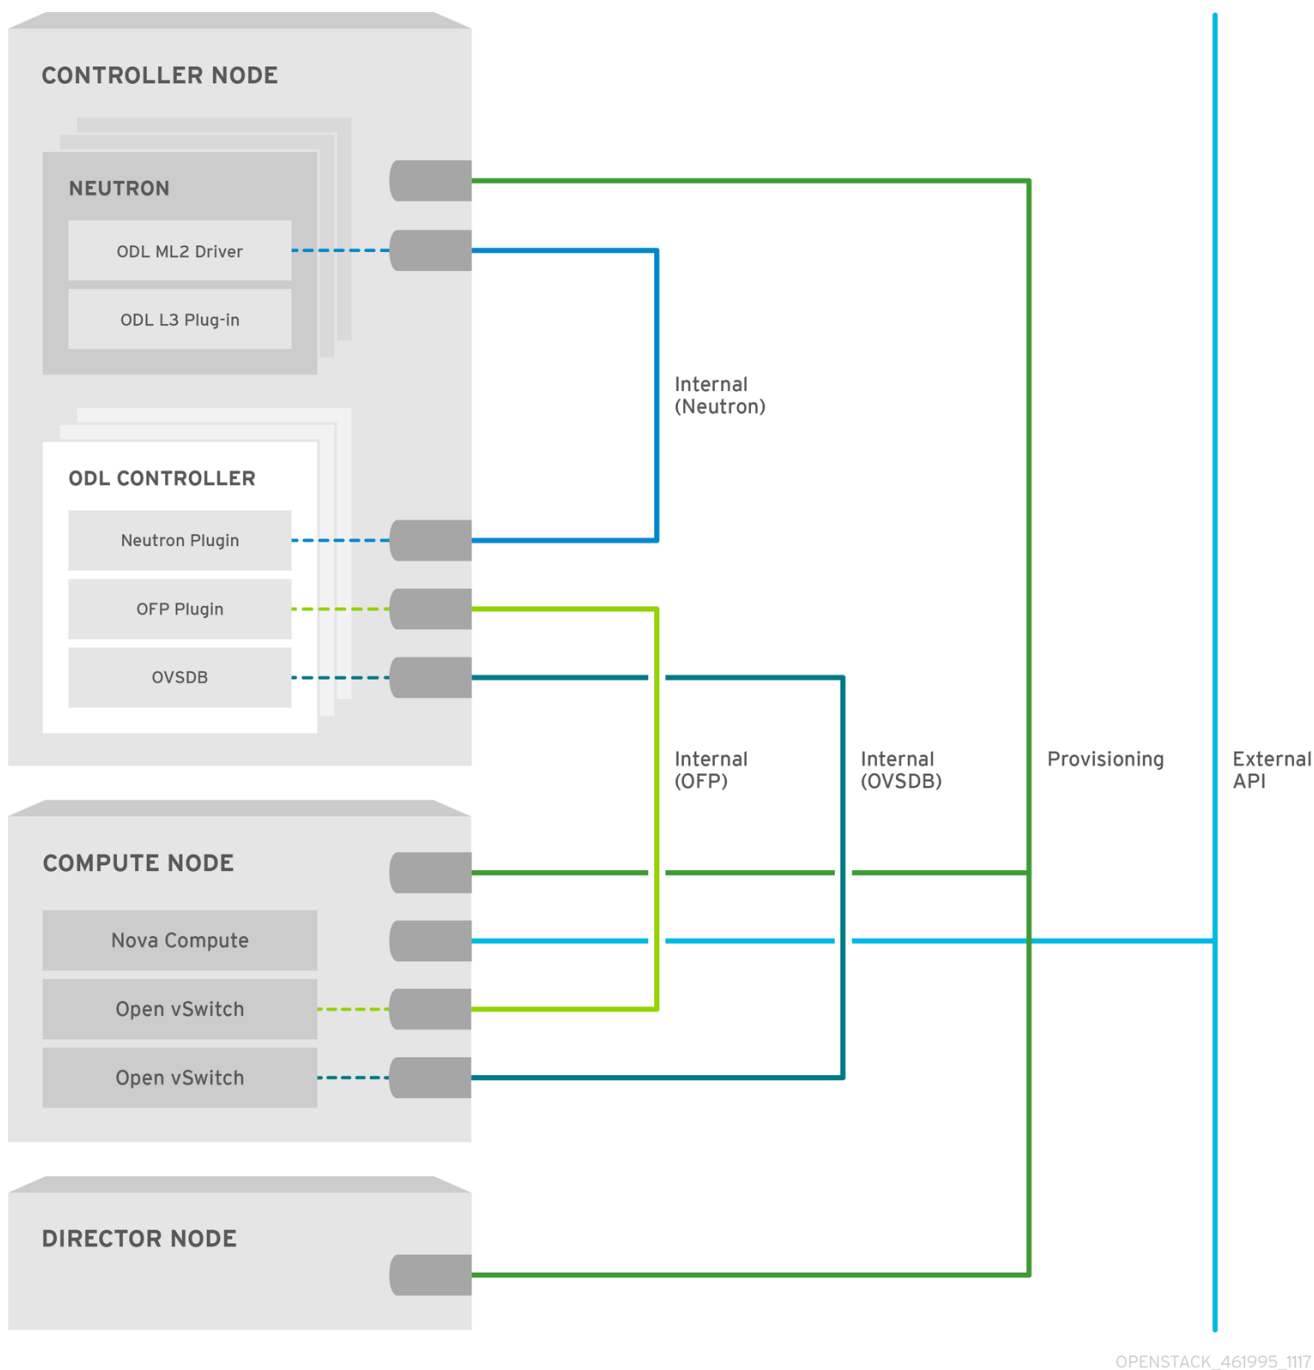 CONTROLLER NODE
NEUTRON
ODL ML2 Driver
ODL L3 Plug-in
Internal
(Neutron)
ODL CONTROLLER
Neutron Plugin
OFP Plugin
OVSDB
Internal
(OFP)
Internal
(OVSDB)
Provisioning
External
API
COMPUTE NODE
Nova Compute
Open vSwitch
Open vSwitch
DIRECTOR NODE
OPENSTACK_461995_1117